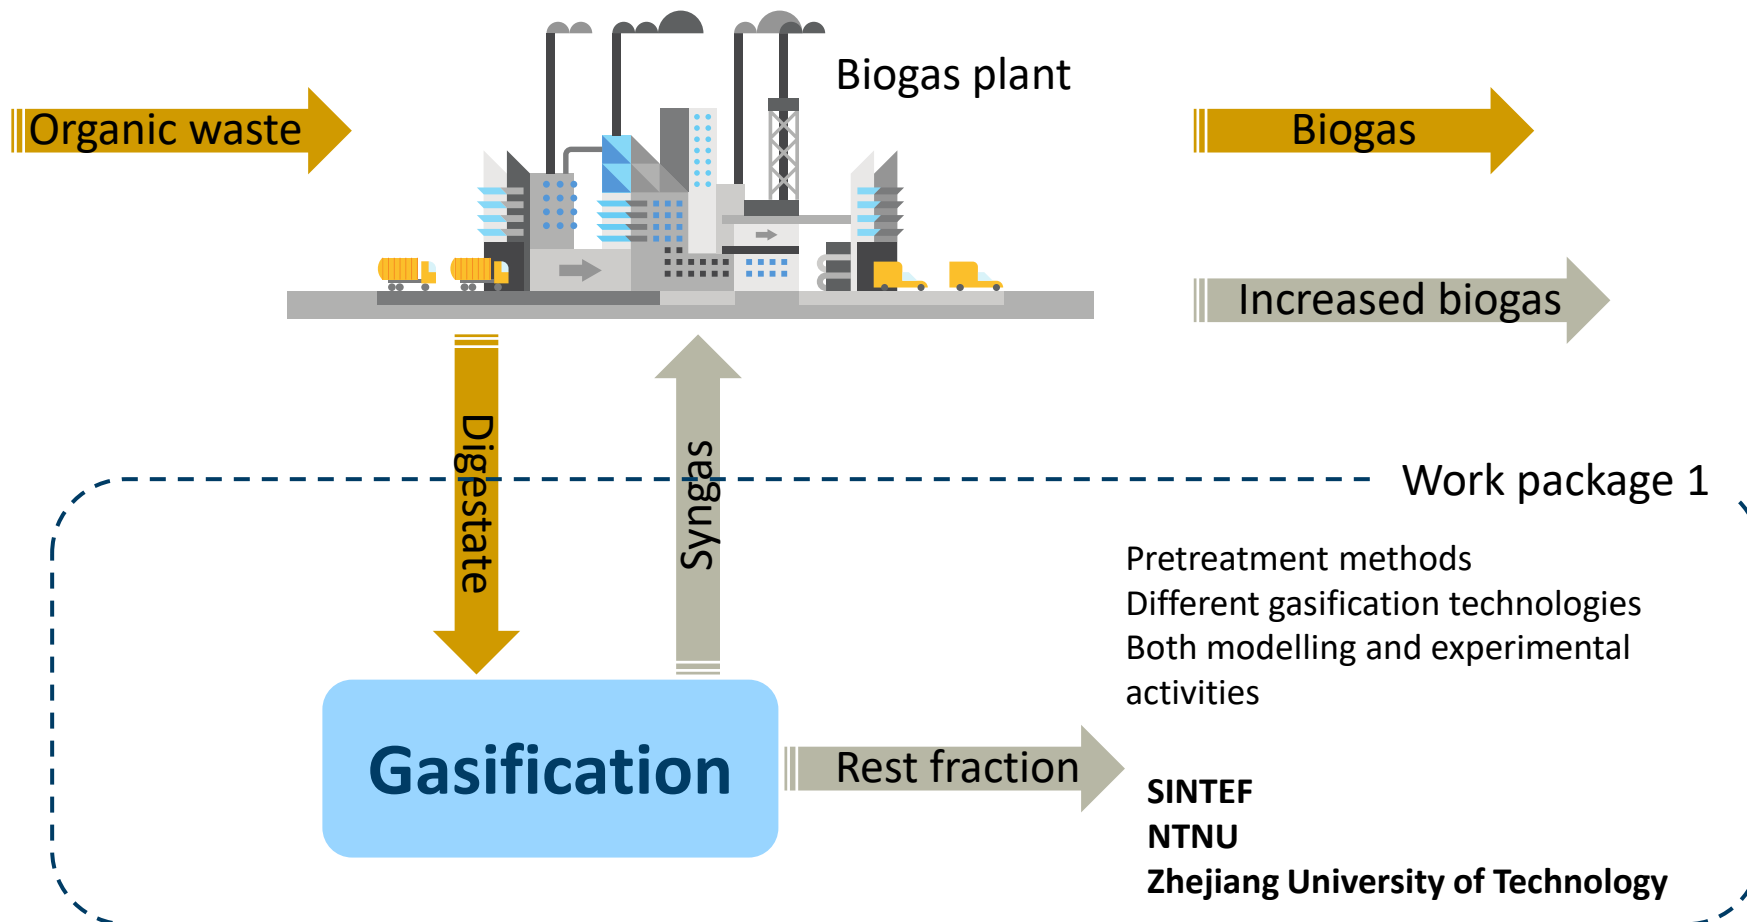 Biogas plant
Organic waste
Biogas
Increased biogas
Digestate
Syngas
Work package 1
Pretreatment methods
Different gasification technologies
Both modelling and experimental
activities
Gasification
Rest fraction
SINTEF
NTNU
Zhejiang University of Technology